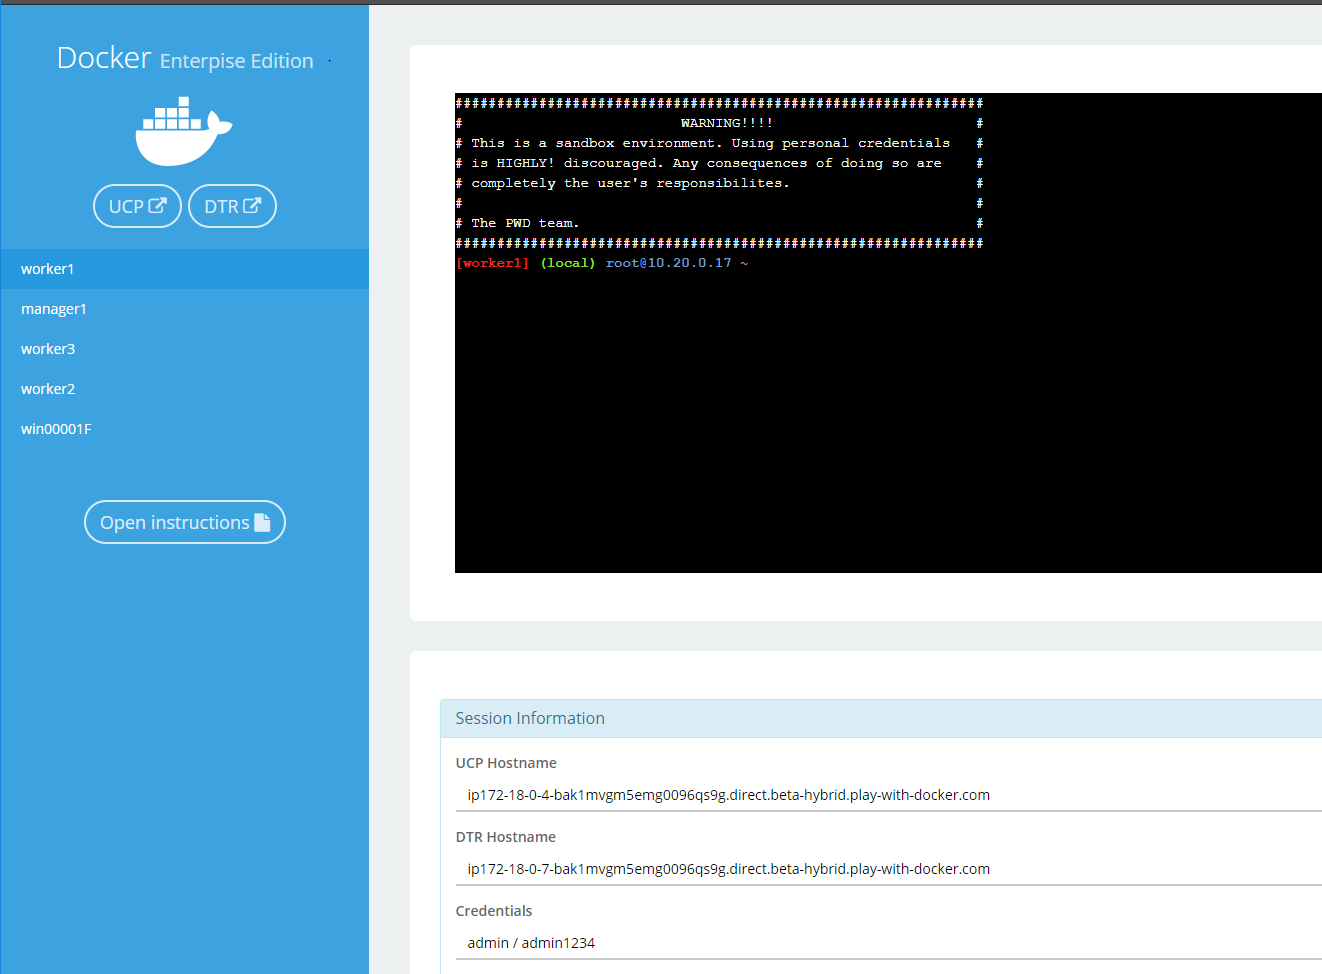 Docker Enterpise Edition
UCP
DTR
worker1
manager1
worker3
worker2
win00001F
Open instructions
###############################################################
# WARNING!!!! #
# This is a sandbox environment. Using personal credentials #
# is HIGHLY! discouraged. Any consequences of doing so are #
# completely the user's responsibilites. #
# #
# The PWD team. #
###############################################################
[worker1] (local) root@10.20.0.17 ~
Session Information
UCP Hostname
ip172-18-0-4-bak1mvgm5emg0096qs9g.direct.beta-hybrid.play-with-docker.com
DTR Hostname
ip172-18-0-7-bak1mvgm5emg0096qs9g.direct.beta-hybrid.play-with-docker.com
Credentials
admin / admin1234